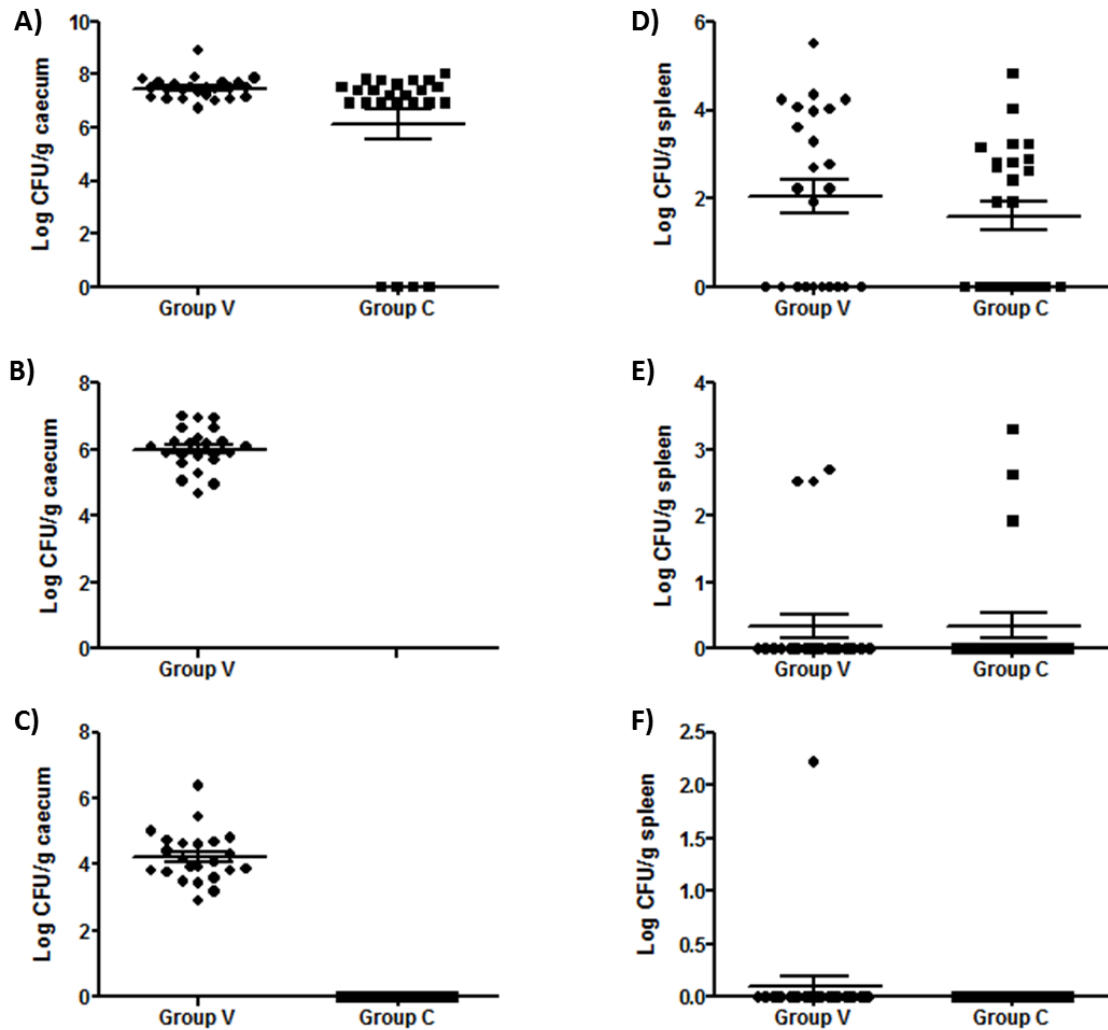 A)
Log CFU/g caecum
10
8
6
4
2
0
Group V Group C
B)
Log CFU/g caecum
8
6
4
2
0
Group V
C)
Log CFU/g caecum
8
6
4
2
0
Group V Group C
D)
Log CFU/g spleen
6
4
2
0
Group V Group C
E)
Log CFU/g spleen
4
3
2
1
0
Group V Group C
F)
Log CFU/g spleen
2.5
2.0
1.5
1.0
0.5
0.0
Group V Group C